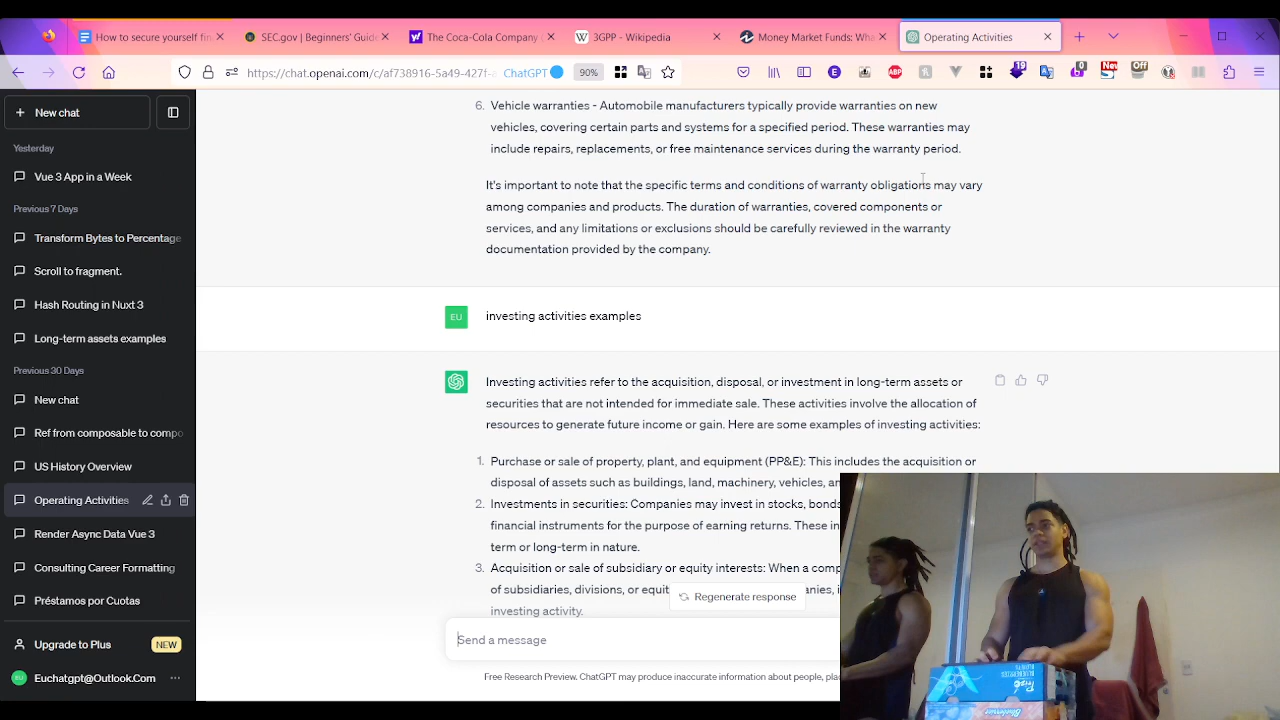 How to secure yourself fin
SEC.gov | Beginners' Guide
The Coca-Cola Company (
3GPP - Wikipedia
Money Market Funds: Wha
Operating Activities
https://chat.openai.com/c/af738916-5a49-427f-a
ChatGPT
90%
ABP
19
0
New
Off
New chat
Yesterday
Vue 3 App in a Week
Previous 7 Days
Transform Bytes to Percentage
Scroll to fragment.
Hash Routing in Nuxt 3
Long-term assets examples
Previous 30 Days
New chat
Ref from composable to compo
US History Overview
Operating Activities
Render Async Data Vue 3
Consulting Career Formatting
Préstamos por Cuotas
Upgrade to Plus
NEW
EU
Euchatgpt@Outlook.Com
6. Vehicle warranties - Automobile manufacturers typically provide warranties on new
vehicles, covering certain parts and systems for a specified period. These warranties may
include repairs, replacements, or free maintenance services during the warranty period.
It's important to note that the specific terms and conditions of warranty obligations may vary
among companies and products. The duration of warranties, covered components or
services, and any limitations or exclusions should be carefully reviewed in the warranty
documentation provided by the company.
EU
investing activities examples
Investing activities refer to the acquisition, disposal, or investment in long-term assets or
securities that are not intended for immediate sale. These activities involve the allocation of
resources to generate future income or gain. Here are some examples of investing activities:
1. Purchase or sale of property, plant, and equipment (PP&E): This includes the acquisition or
disposal of assets such as buildings, land, machinery, vehicles, an
2. Investments in securities: Companies may invest in stocks, bonds
financial instruments for the purpose of earning returns. These in
term or long-term in nature.
3. Acquisition or sale of subsidiary or equity interests: When a comp
of subsidiaries, divisions, or equit
anies, i
investing activity.
Regenerate response
Send a message
Free Research Preview. ChatGPT may produce inaccurate information about people, plac